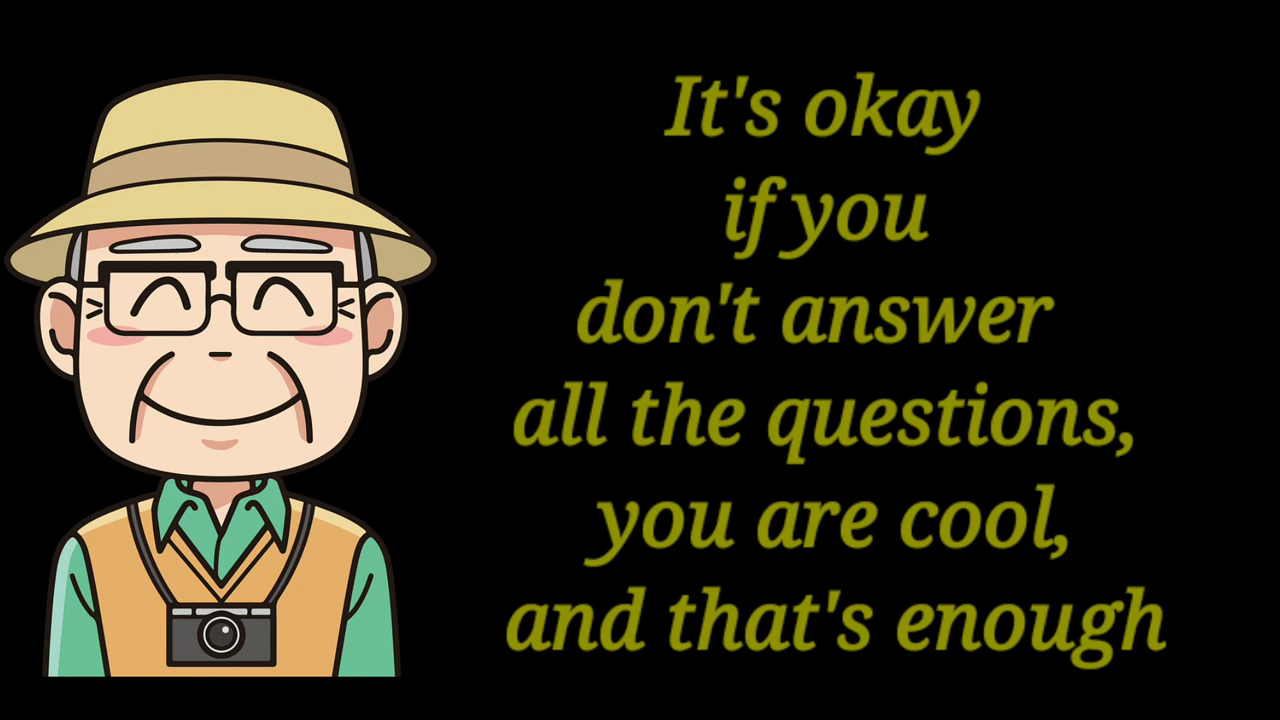 It's okay
if you
don't answer
all the questions,
you are cool,
and that's enough